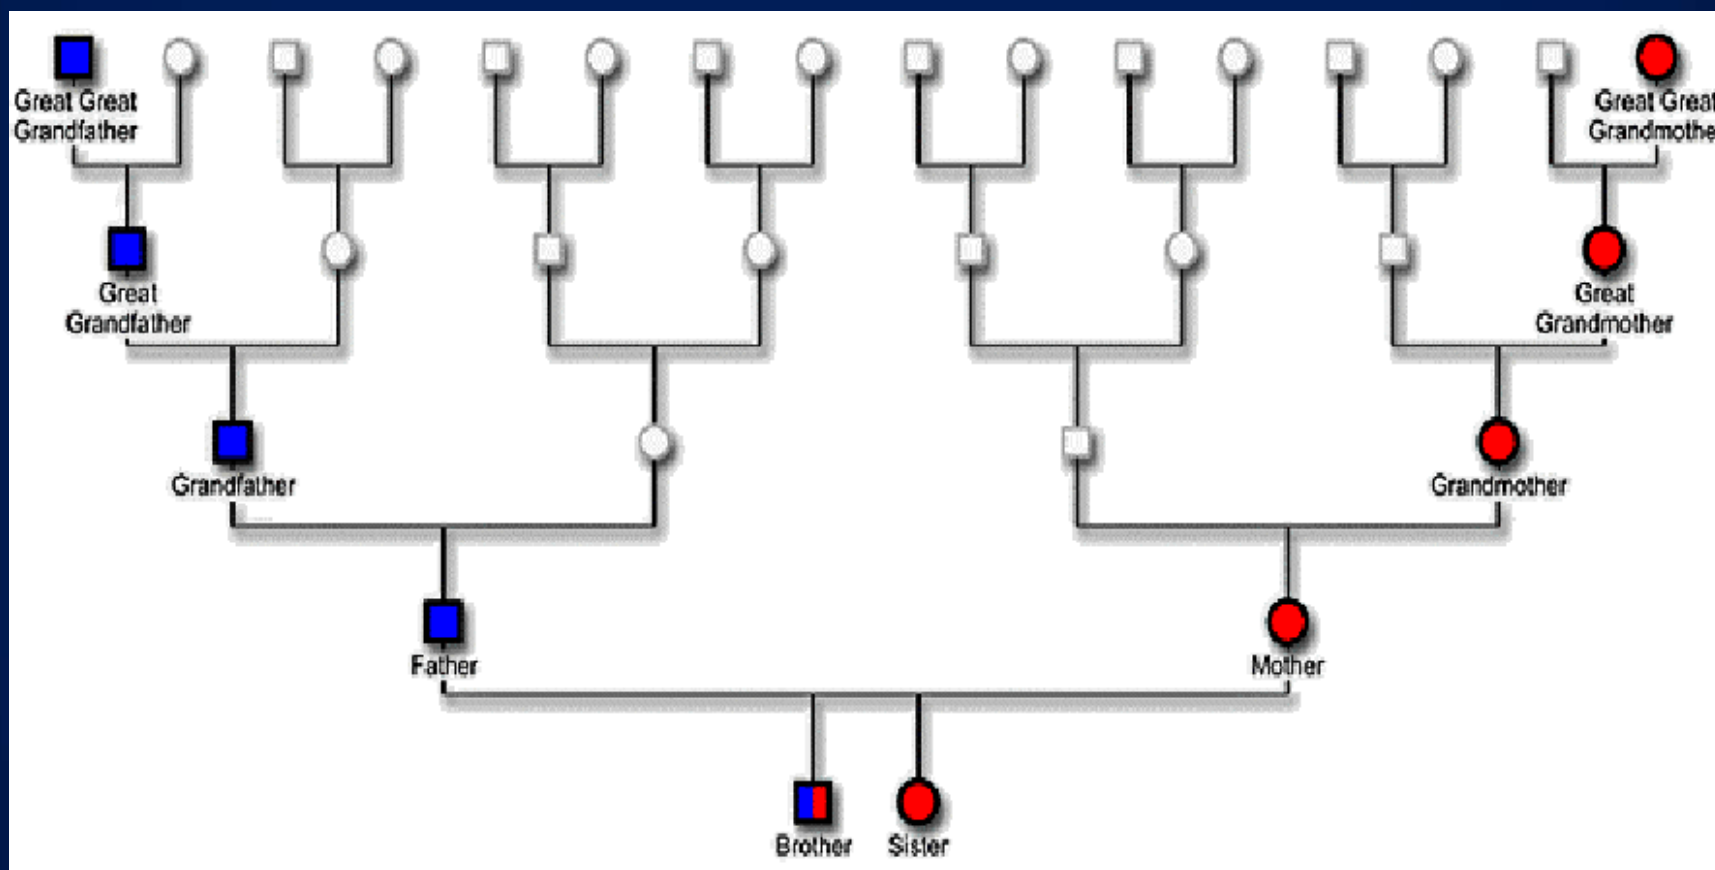 Great Great
Grandfather
Great Great
Grandmothe
Great
Grandfather
Great
Grandmother
Grandfather
Grandmother
Father
Mother
Brother
Sister